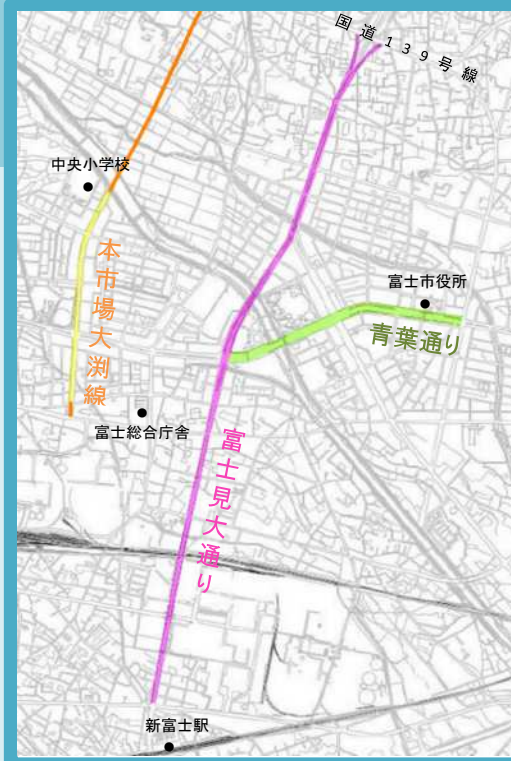 国道139号線
中央小学校
本市場大渕線
富士市役所
青葉通り
富士総合庁舎
富士見大通り
新富士駅